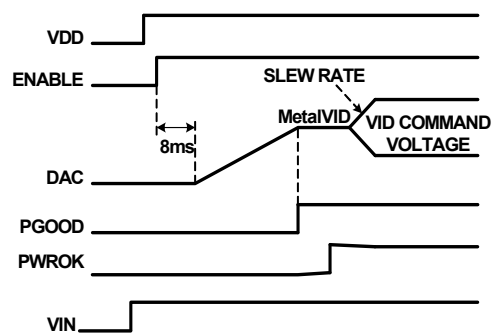 VDD
ENABLE
SLEW RATE
MetalVID
VID COMMAND
VOLTAGE
8ms
DAC
PGOOD
PWROK
VIN